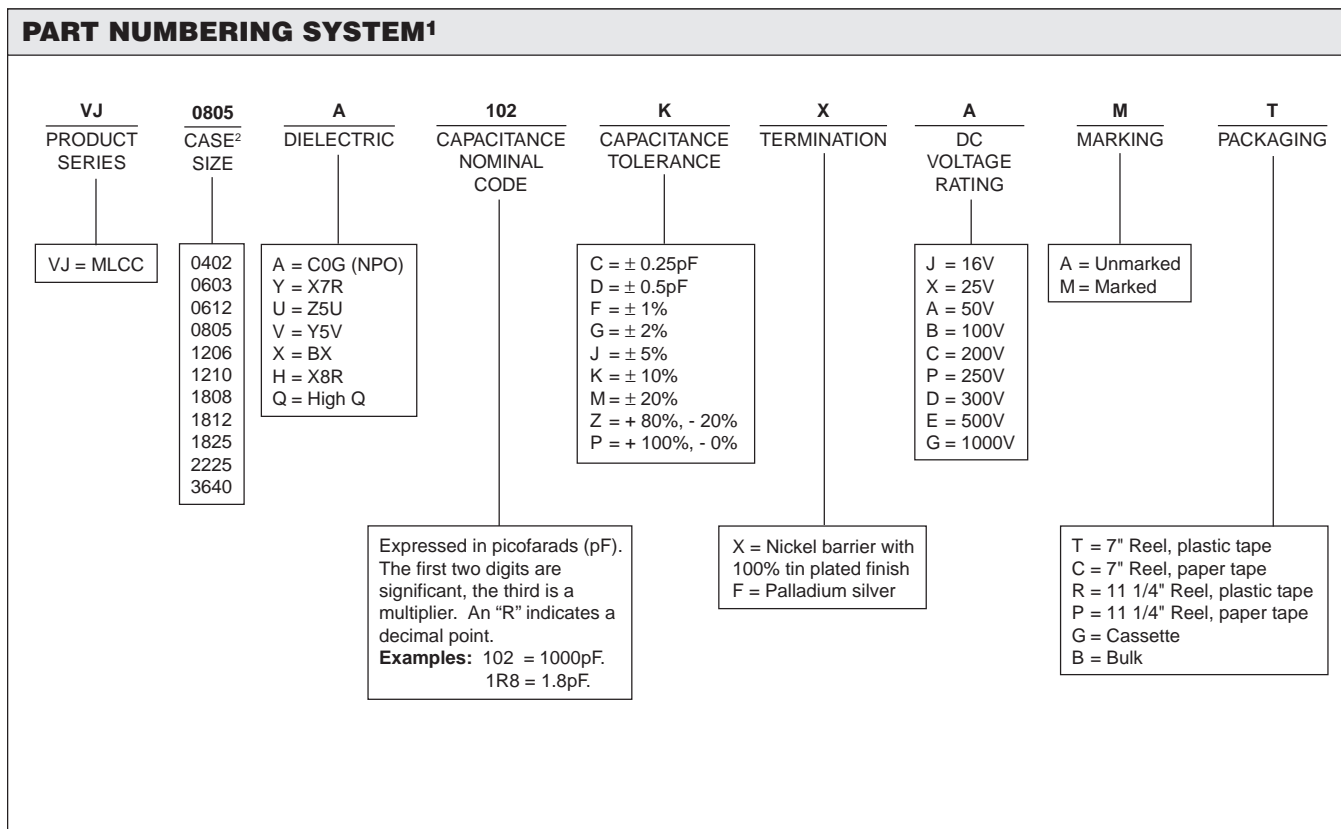 PART NUMBERING SYSTEM¹
VJ
PRODUCT
SERIES
VJ = MLCC
0805
CASE²
SIZE
0402
0603
0612
0805
1206
1210
1808
1812
1825
2225
3640
A
DIELECTRIC
A = C0G (NPO)
Y = X7R
U = Z5U
V = Y5V
X = BX
H = X8R
Q = High Q
102
CAPACITANCE
NOMINAL
CODE
Expressed in picofarads (pF).
The first two digits are
significant, the third is a
multiplier. An “R” indicates a
decimal point.
Examples: 102 = 1000pF.
1R8 = 1.8pF.
K
CAPACITANCE
TOLERANCE
C = ± 0.25pF
D = ± 0.5pF
F = ± 1%
G = ± 2%
J = ± 5%
K = ± 10%
M = ± 20%
Z = + 80%, - 20%
P = + 100%, - 0%
X
TERMINATION
X = Nickel barrier with
100% tin plated finish
F = Palladium silver
A
DC
VOLTAGE
RATING
J = 16V
X = 25V
A = 50V
B = 100V
C = 200V
P = 250V
D = 300V
E = 500V
G = 1000V
M
MARKING
A = Unmarked
M = Marked
T
PACKAGING
T = 7" Reel, plastic tape
C = 7" Reel, paper tape
R = 11 1/4" Reel, plastic tape
P = 11 1/4" Reel, paper tape
G = Cassette
B = Bulk